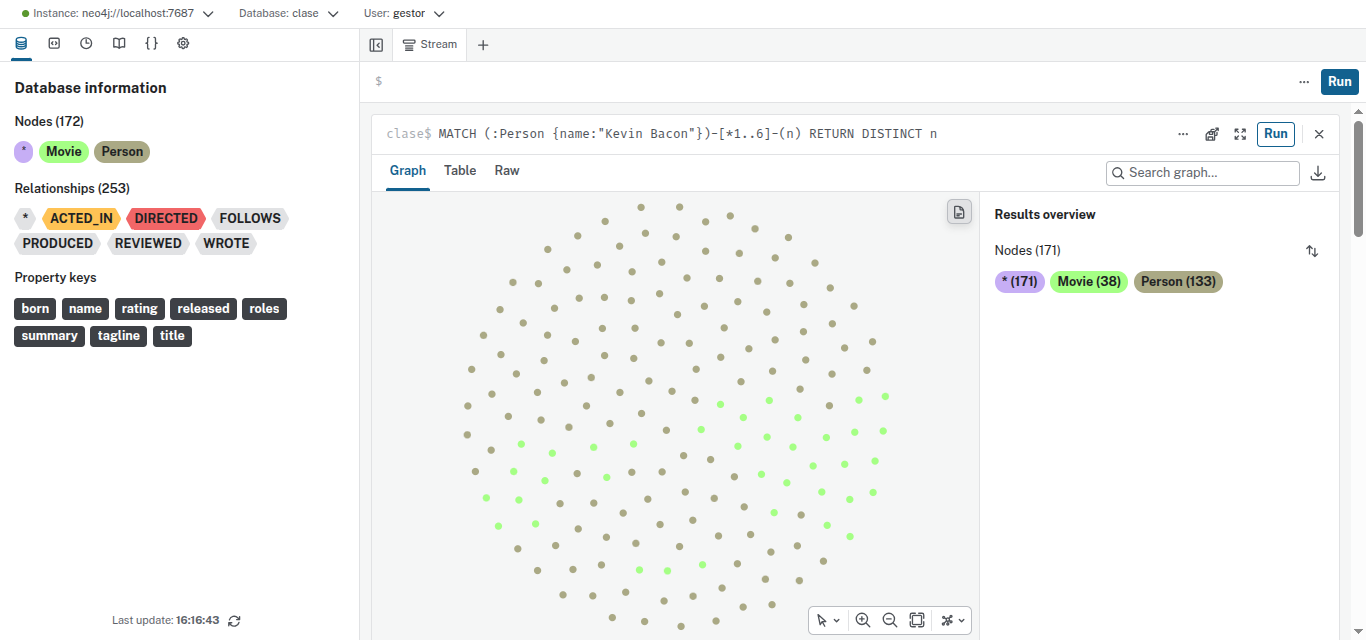 Instance: neo4j://localhost:7687 Database: clase User: gestor
Stream
Database information
$ Run
Nodes (172)
* Movie Person
clase$ MATCH (:Person {name:"Kevin Bacon"})-[*1..6]-(n) RETURN DISTINCT n Run
Graph Table Raw Search graph...
Relationships (253)
* ACTED_IN DIRECTED FOLLOWS
PRODUCED REVIEWED WROTE
Results overview
Nodes (171)
* (171) Movie (38) Person (133)
Property keys
born name rating released roles
summary tagline title
Last update: 16:16:43